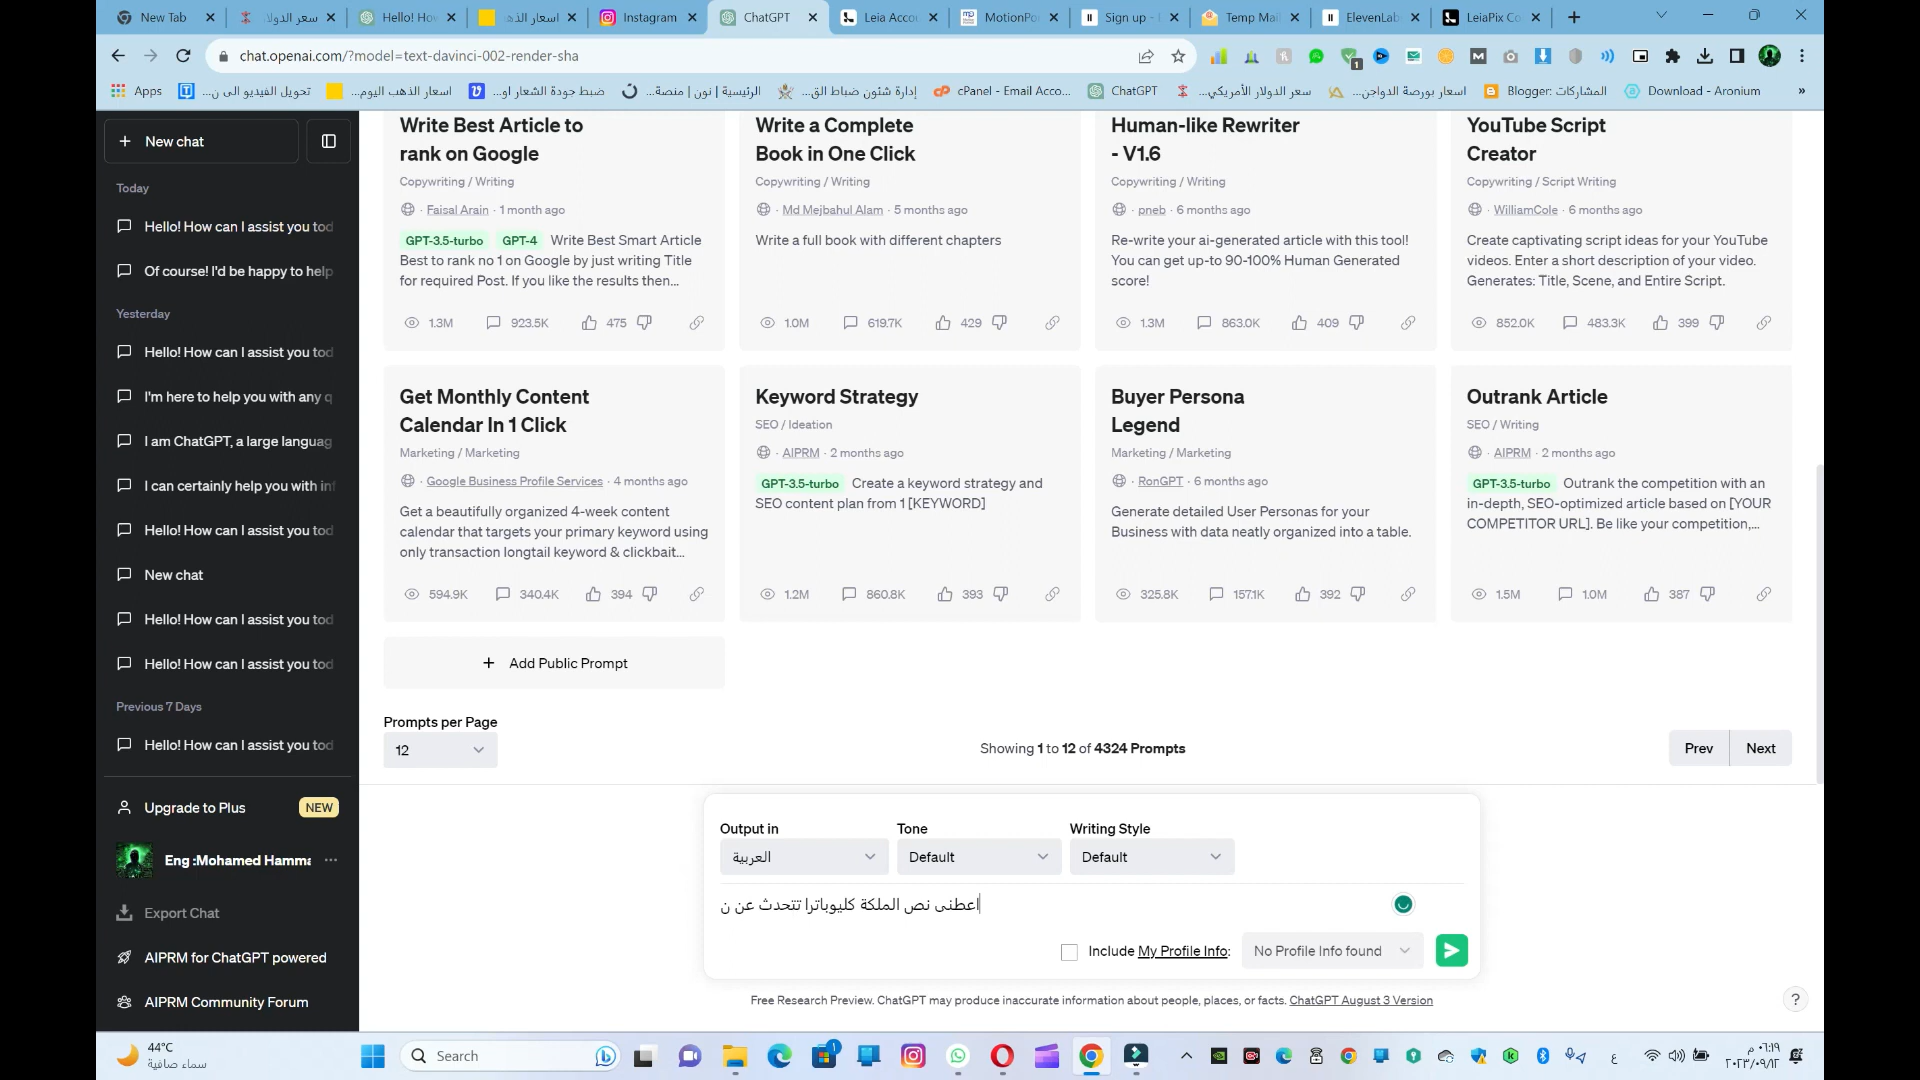 New Tab
سعر الدولا
Hello! How
اسعار الذه
Instagram
ChatGPT
Leia Accou
MotionPo
Sign up -
Temp Mai
ElevenLab
LeiaPix Co
chat.openai.com/?model=text-davinci-002-render-sha
1
Apps
تحويل الفيديو الى ن...
اسعار الذهب اليوم...
ضبط جودة الشعار او...
الرئيسية | نون | منصة...
إدارة شئون ضباط الق...
cPanel - Email Acco...
ChatGPT
سعر الدولار الأمريكي...
اسعار بورصة الدواجن...
Blogger: المشاركات
Download - Aronium
»
New chat
Today
Hello! How can I assist you tod
Of course! I'd be happy to help
Yesterday
Hello! How can I assist you tod
I'm here to help you with any q
I am ChatGPT, a large languag
I can certainly help you with inf
Hello! How can I assist you tod
New chat
Hello! How can I assist you tod
Hello! How can I assist you tod
Previous 7 Days
Hello! How can I assist you tod
Upgrade to Plus
NEW
Eng :Mohamed Hamma
Export Chat
AIPRM for ChatGPT powered
AIPRM Community Forum
Write Best Article to
rank on Google
Copywriting / Writing
· Faisal Arain · 1 month ago
GPT-3.5-turbo GPT-4 Write Best Smart Article
Best to rank no 1 on Google by just writing Title
for required Post. If you like the results then...
1.3M 923.5K 475
Write a Complete
Book in One Click
Copywriting / Writing
· Md Mejbahul Alam · 5 months ago
Write a full book with different chapters
1.0M 619.7K 429
Human-like Rewriter
- V1.6
Copywriting / Writing
· pneb · 6 months ago
Re-write your ai-generated article with this tool!
You can get up-to 90-100% Human Generated
score!
1.3M 863.0K 409
YouTube Script
Creator
Copywriting / Script Writing
· WilliamCole · 6 months ago
Create captivating script ideas for your YouTube
videos. Enter a short description of your video.
Generates: Title, Scene, and Entire Script.
852.0K 483.3K 399
Get Monthly Content
Calendar In 1 Click
Marketing / Marketing
· Google Business Profile Services · 4 months ago
Get a beautifully organized 4-week content
calendar that targets your primary keyword using
only transaction longtail keyword & clickbait...
594.9K 340.4K 394
Keyword Strategy
SEO / Ideation
· AIPRM · 2 months ago
GPT-3.5-turbo Create a keyword strategy and
SEO content plan from 1 [KEYWORD]
1.2M 860.8K 393
Buyer Persona
Legend
Marketing / Marketing
· RonGPT · 6 months ago
Generate detailed User Personas for your
Business with data neatly organized into a table.
325.8K 157.1K 392
Outrank Article
SEO / Writing
· AIPRM · 2 months ago
GPT-3.5-turbo Outrank the competition with an
in-depth, SEO-optimized article based on [YOUR
COMPETITOR URL]. Be like your competition,...
1.5M 1.0M 387
+ Add Public Prompt
Prompts per Page
12
Showing 1 to 12 of 4324 Prompts
Prev
Next
Output in
العربية
Tone
Default
Writing Style
Default
اعطنى نص الملكة كليوباترا تتحدث عن ن
Include My Profile Info:
No Profile Info found
Free Research Preview. ChatGPT may produce inaccurate information about people, places, or facts. ChatGPT August 3 Version
?
44°C
سماء صافية
Search
1
ع
٠٦:١٩ م
٢٠٢٣/٠٩/١٢